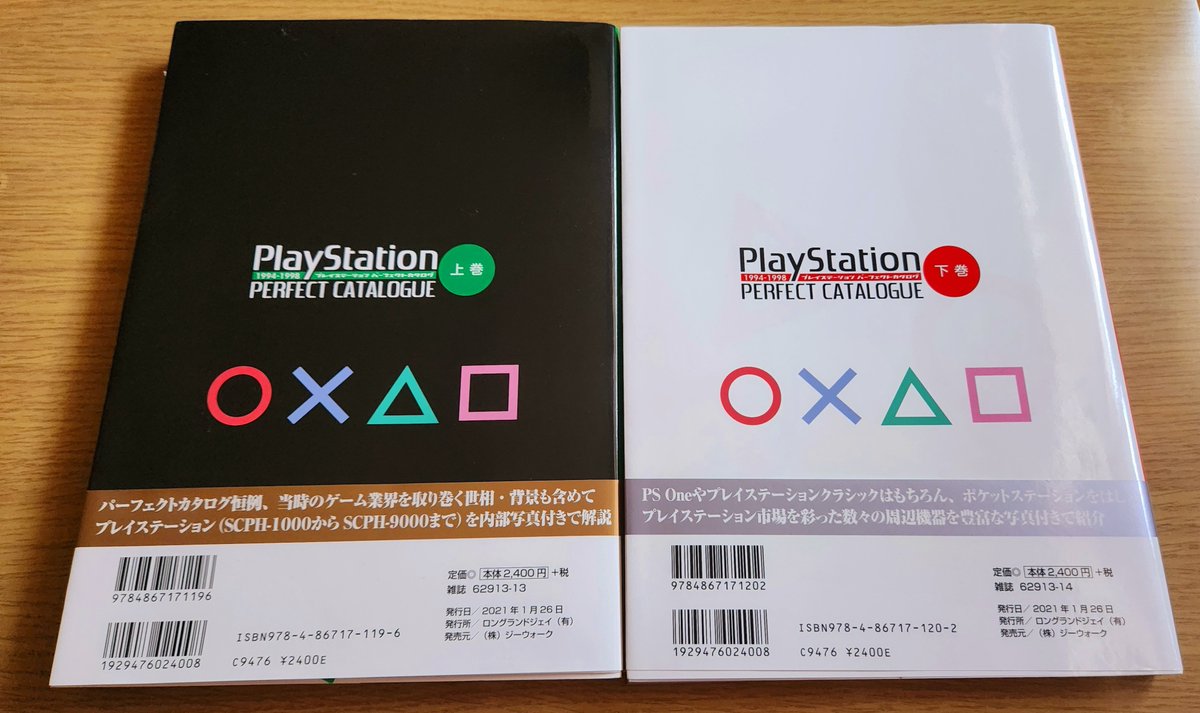 PlayStation
1994-1998 プレイステーション パーフェクトカタログ
PERFECT CATALOGUE
上巻
パーフェクトカタログ恒例、当時のゲーム業界を取り巻く世相・背景も含めて
プレイステーション(SCPH-1000からSCPH-9000まで)を内部写真付きで解説
9784867171196
1929476024008
ISBN978-4-86717-119-6
C9476 ¥2400E
定価◎ 本体2,400円 +税
雑誌 62913-13
発行日/2021年1月26日
発行所/ロングランドジェイ(有)
発売元/(株)ジーウォーク
PlayStation
1994-1998 プレイステーション パーフェクトカタログ
PERFECT CATALOGUE
下巻
PS Oneやプレイステーションクラシックはもちろん、ポケットステーションをはじ
プレイステーション市場を彩った数々の周辺機器を豊富な写真付きで紹介
9784867171202
1929476024008
ISBN978-4-86717-120-2
C9476 ¥2400E
定価◎ 本体2,400円 +税
雑誌 62913-14
発行日/2021年1月26日
発行所/ロングランドジェイ(有)
発売元/(株)ジーウォーク